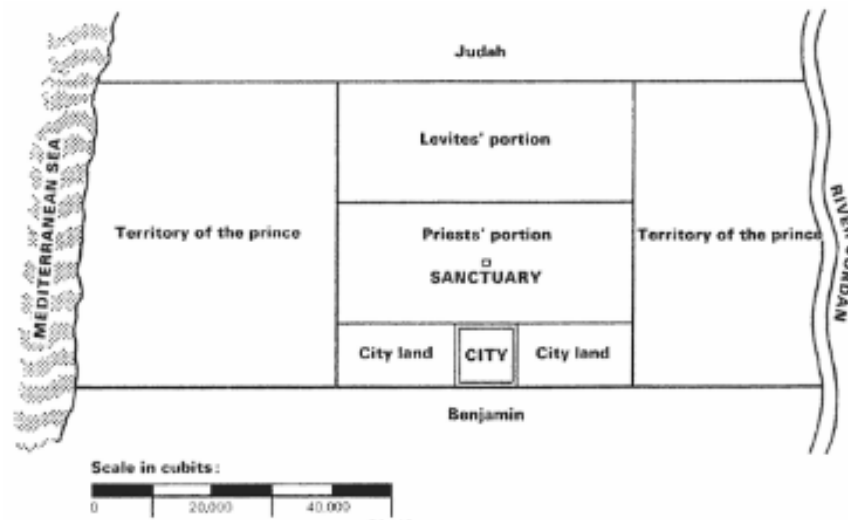 Judah
MEDITERRANEAN SEA
Levites' portion
Territory of the prince
Priests' portion
Territory of the prince
RIVER JORDAN
SANCTUARY
City land
CITY
City land
Benjamin
Scale in cubits:
0 20,000 40,000